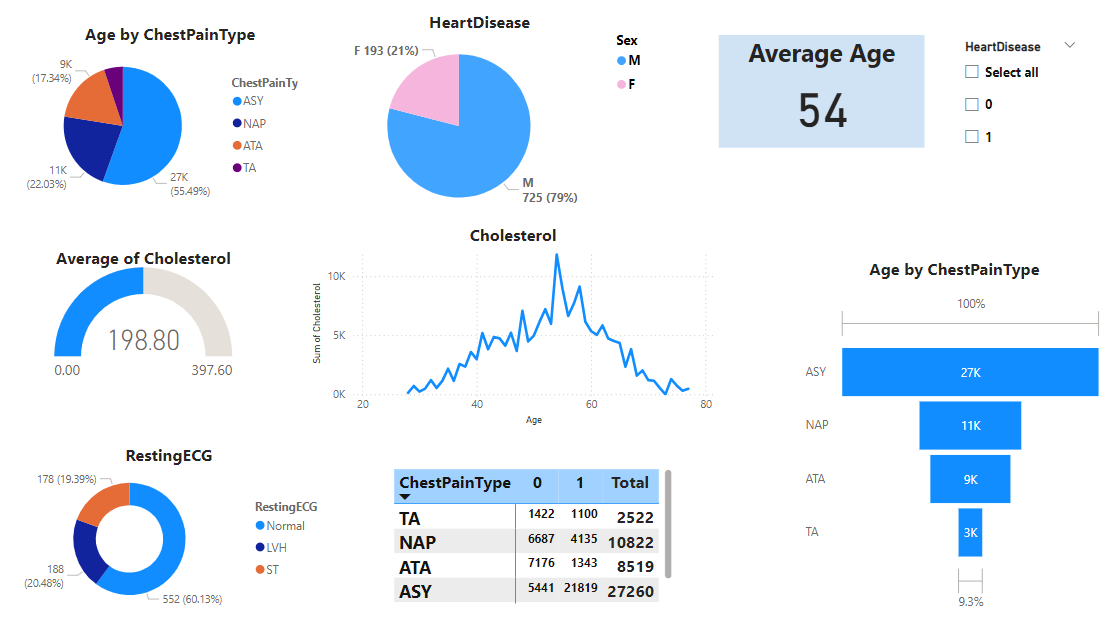 Age by ChestPainType
9K
(17.34%)
11K
(22.03%)
27K
(55.49%)
ChestPainTy
ASY
NAP
ATA
TA
HeartDisease
F 193 (21%)
M
725 (79%)
Sex
M
F
Average Age
54
HeartDisease
Select all
0
1
Average of Cholesterol
198.80
0.00
397.60
Cholesterol
Sum of Cholesterol
10K
5K
0K
20
40
60
80
Age
Age by ChestPainType
100%
ASY
27K
NAP
11K
ATA
9K
TA
3K
9.3%
RestingECG
178 (19.39%)
188
(20.48%)
552 (60.13%)
RestingECG
Normal
LVH
ST
ChestPainType 0 1 Total
TA 1422 1100 2522
NAP 6687 4135 10822
ATA 7176 1343 8519
ASY 5441 21819 27260